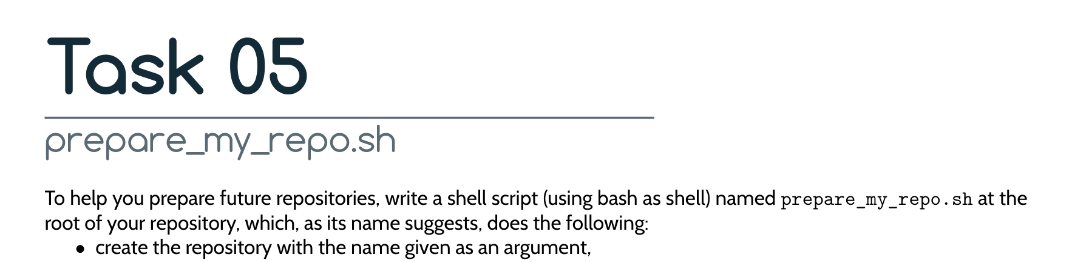 Task 05
prepare_my_repo.sh
To help you prepare future repositories, write a shell script (using bash as shell) named prepare_my_repo.sh at the
root of your repository, which, as its name suggests, does the following:
• create the repository with the name given as an argument,